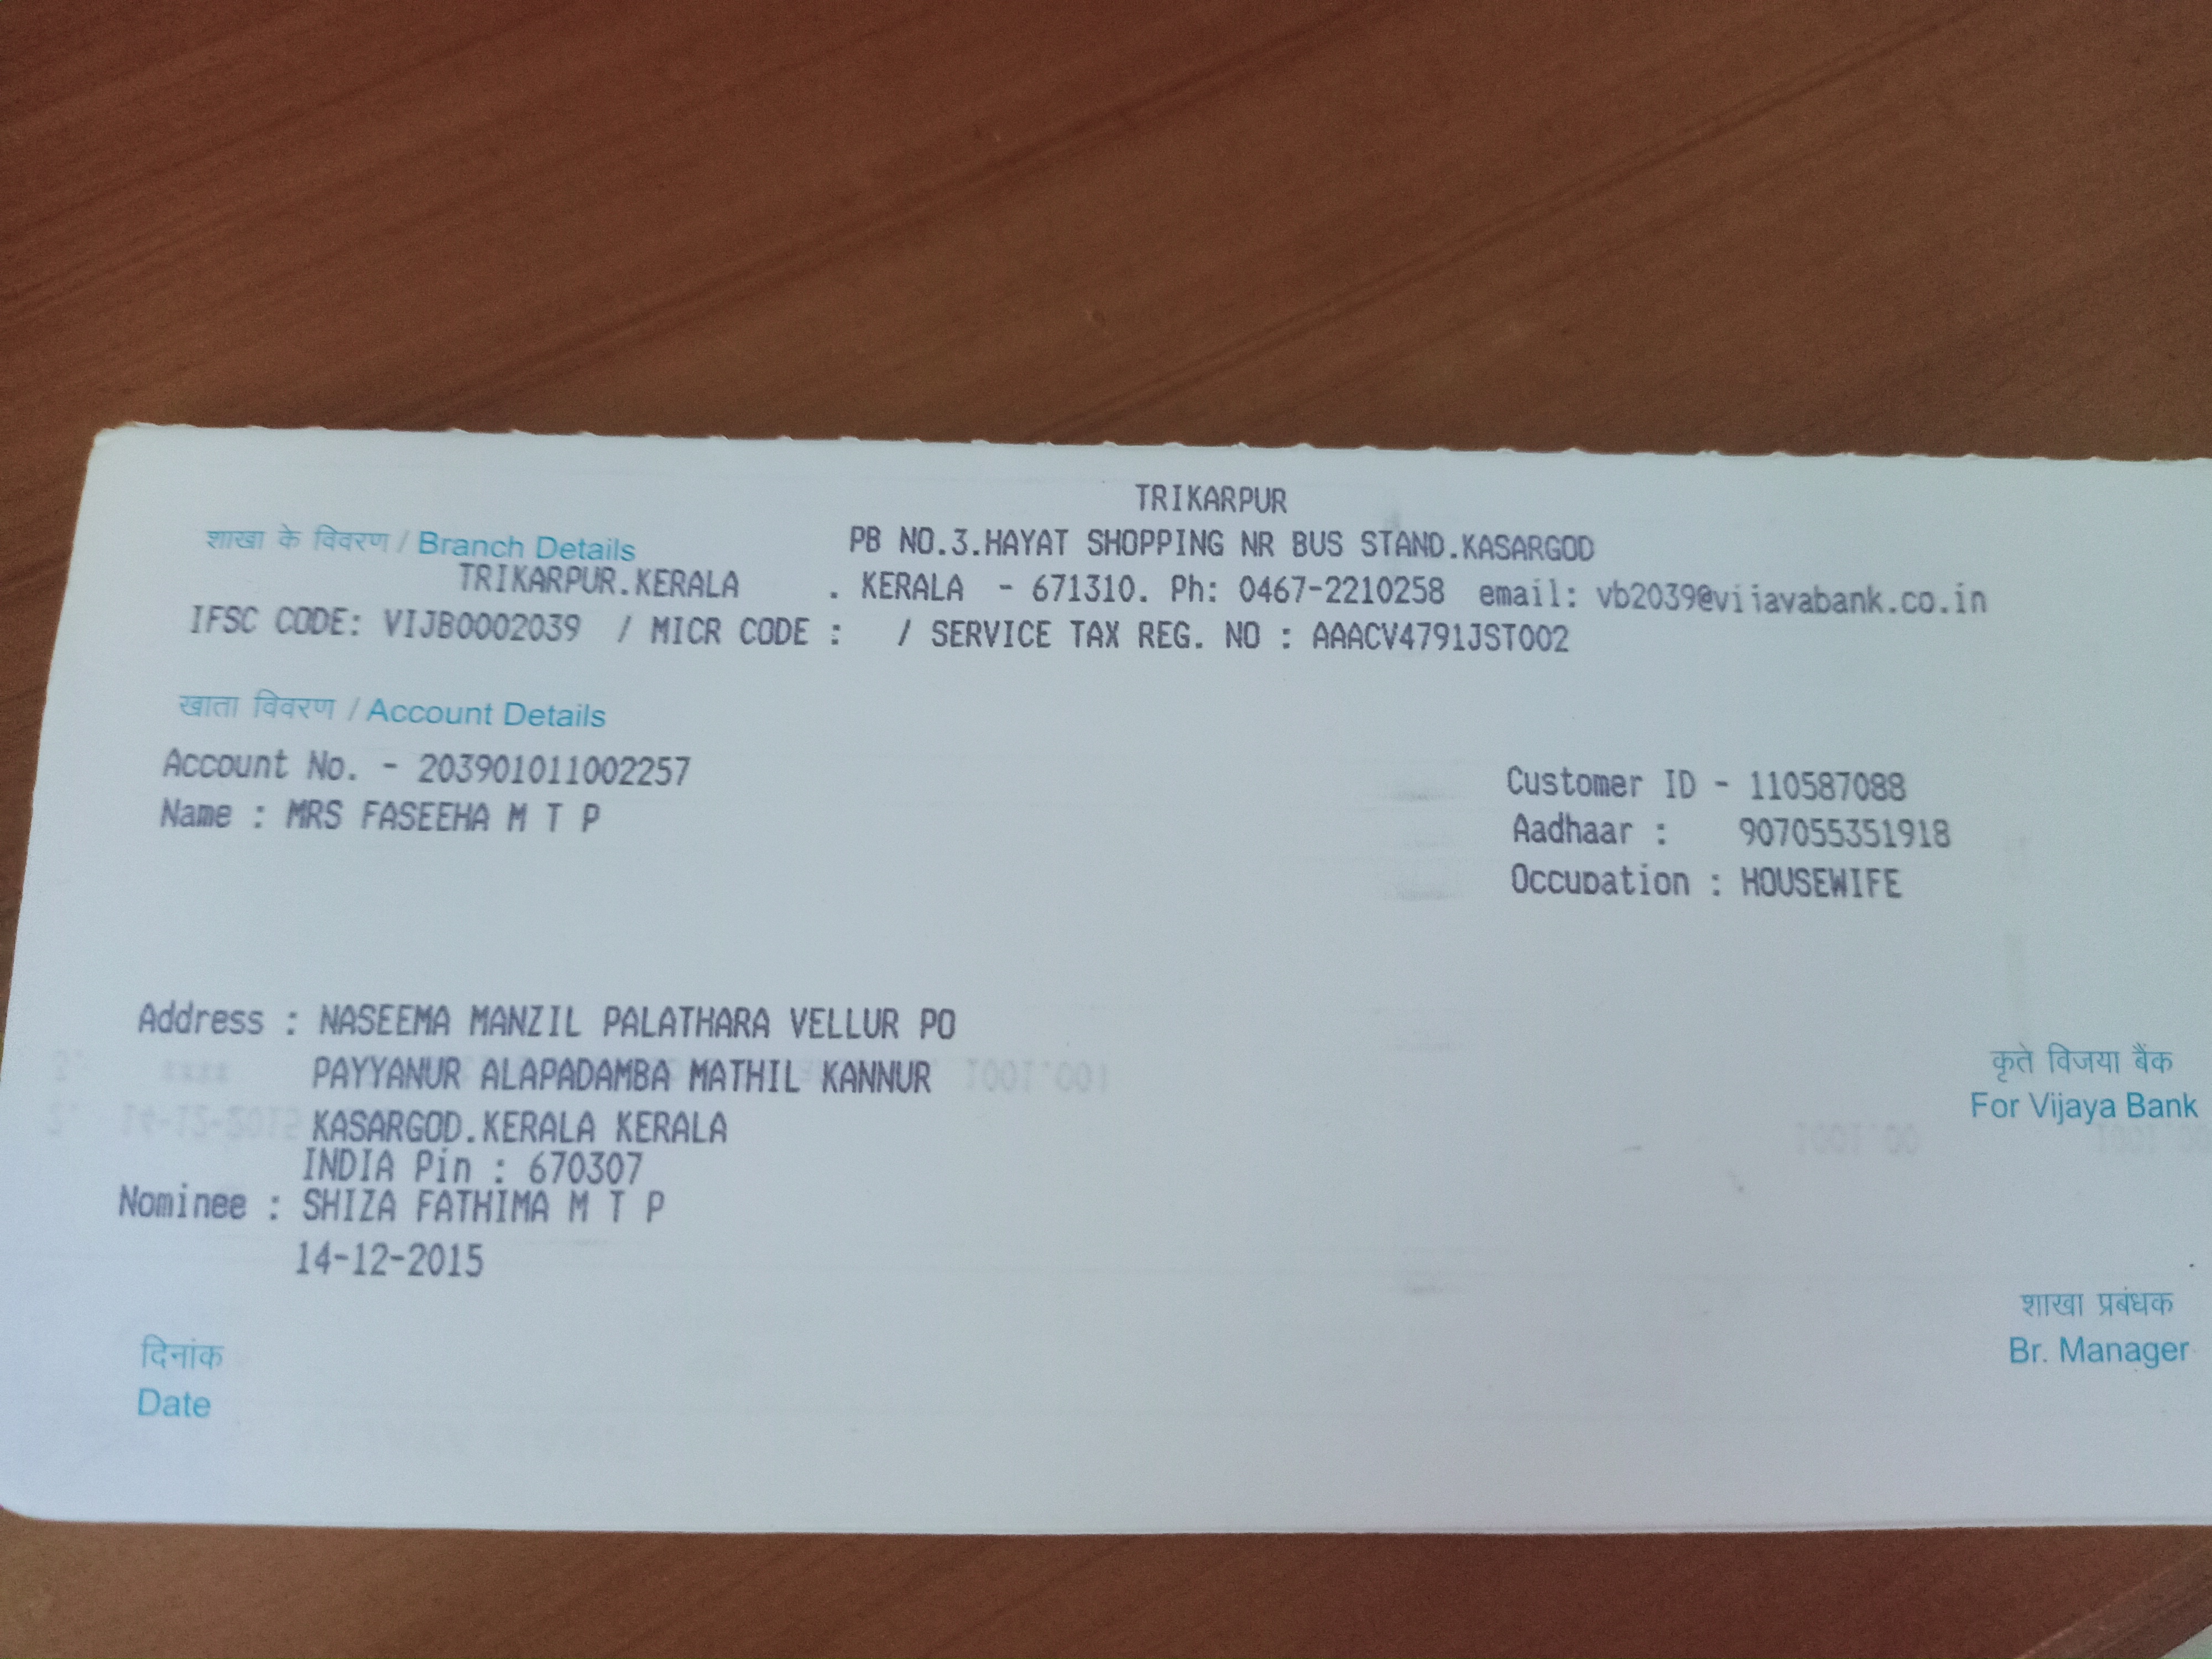 TRIKARPUR
शाखा के विवरण / Branch Details PB NO.3.HAYAT SHOPPING NR BUS STAND.KASARGOD
TRIKARPUR.KERALA . KERALA - 671310. Ph: 0467-2210258 email: vb2039@vijayabank.co.in
IFSC CODE: VIJB0002039 / MICR CODE : / SERVICE TAX REG. NO : AAACV4791JST002
खाता विवरण / Account Details
Account No. - 203901011002257 Customer ID - 110587088
Name : MRS FASEEHA M T P Aadhaar : 907055351918
Occupation : HOUSEWIFE
Address : NASEEMA MANZIL PALATHARA VELLUR PO
PAYYANUR ALAPADAMBA MATHIL KANNUR
KASARGOD.KERALA KERALA
INDIA Pin : 670307
Nominee : SHIZA FATHIMA M T P
14-12-2015
कृते विजया बैंक
For Vijaya Bank
दिनांक
Date
शाखा प्रबंधक
Br. Manager